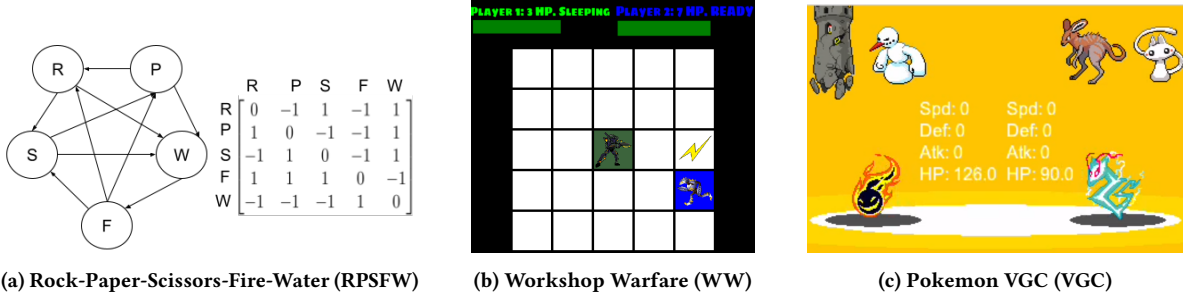 R
P
S
W
F
R P S F W
R 0 −1 1 −1 1
P 1 0 −1 −1 1
S −1 1 0 −1 1
F 1 1 1 0 −1
W −1 −1 −1 1 0
(a) Rock-Paper-Scissors-Fire-Water (RPSFW)
Player 1: 3 HP. Sleeping
Player 2: 7 HP. READY
(b) Workshop Warfare (WW)
Spd: 0 Spd: 0
Def: 0 Def: 0
Atk: 0 Atk: 0
HP: 126.0 HP: 90.0
(c) Pokemon VGC (VGC)